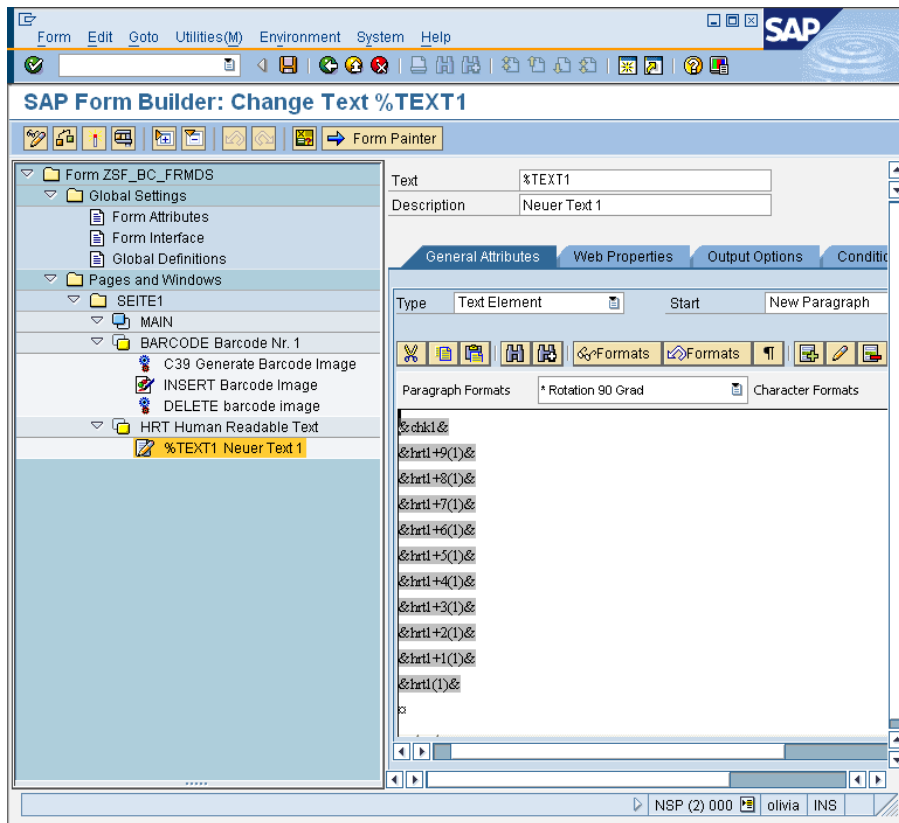 Form Edit Goto Utilities(M) Environment System Help
SAP
SAP Form Builder: Change Text %TEXT1
Form Painter
Form ZSF_BC_FRMDS
Global Settings
Form Attributes
Form Interface
Global Definitions
Pages and Windows
SEITE1
MAIN
BARCODE Barcode Nr. 1
C39 Generate Barcode Image
INSERT Barcode Image
DELETE barcode image
HRT Human Readable Text
%TEXT1 Neuer Text 1
Text %TEXT1
Description Neuer Text 1
General Attributes Web Properties Output Options Conditic
Type Text Element Start New Paragraph
Formats Formats ¶
Paragraph Formats * Rotation 90 Grad Character Formats
&chk1&
&hrt1+9(1)&
&hrt1+8(1)&
&hrt1+7(1)&
&hrt1+6(1)&
&hrt1+5(1)&
&hrt1+4(1)&
&hrt1+3(1)&
&hrt1+2(1)&
&hrt1+1(1)&
&hrt1(1)&
¤
NSP (2) 000 olivia INS